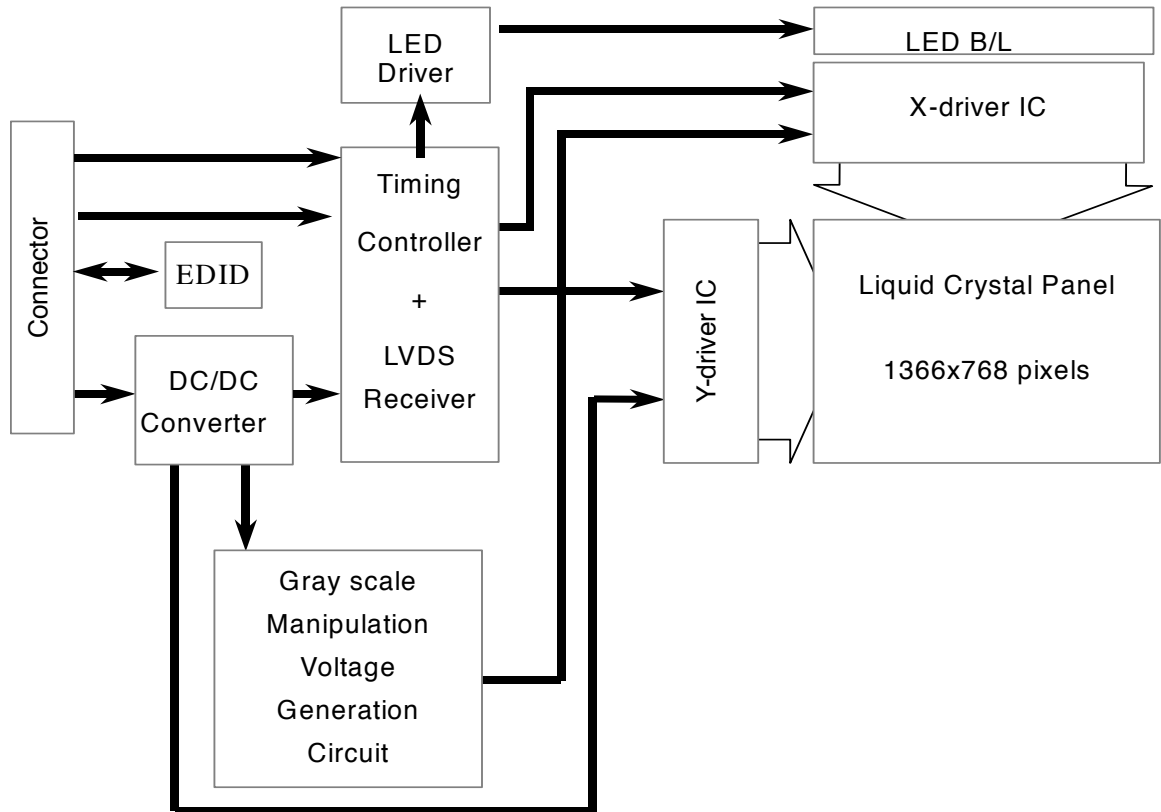 LED
Driver
LED B/L
X-driver IC
Connector
Timing
Controller
+
LVDS
Receiver
EDID
DC/DC
Converter
Y-driver IC
Liquid Crystal Panel
1366x768 pixels
Gray scale
Manipulation
Voltage
Generation
Circuit